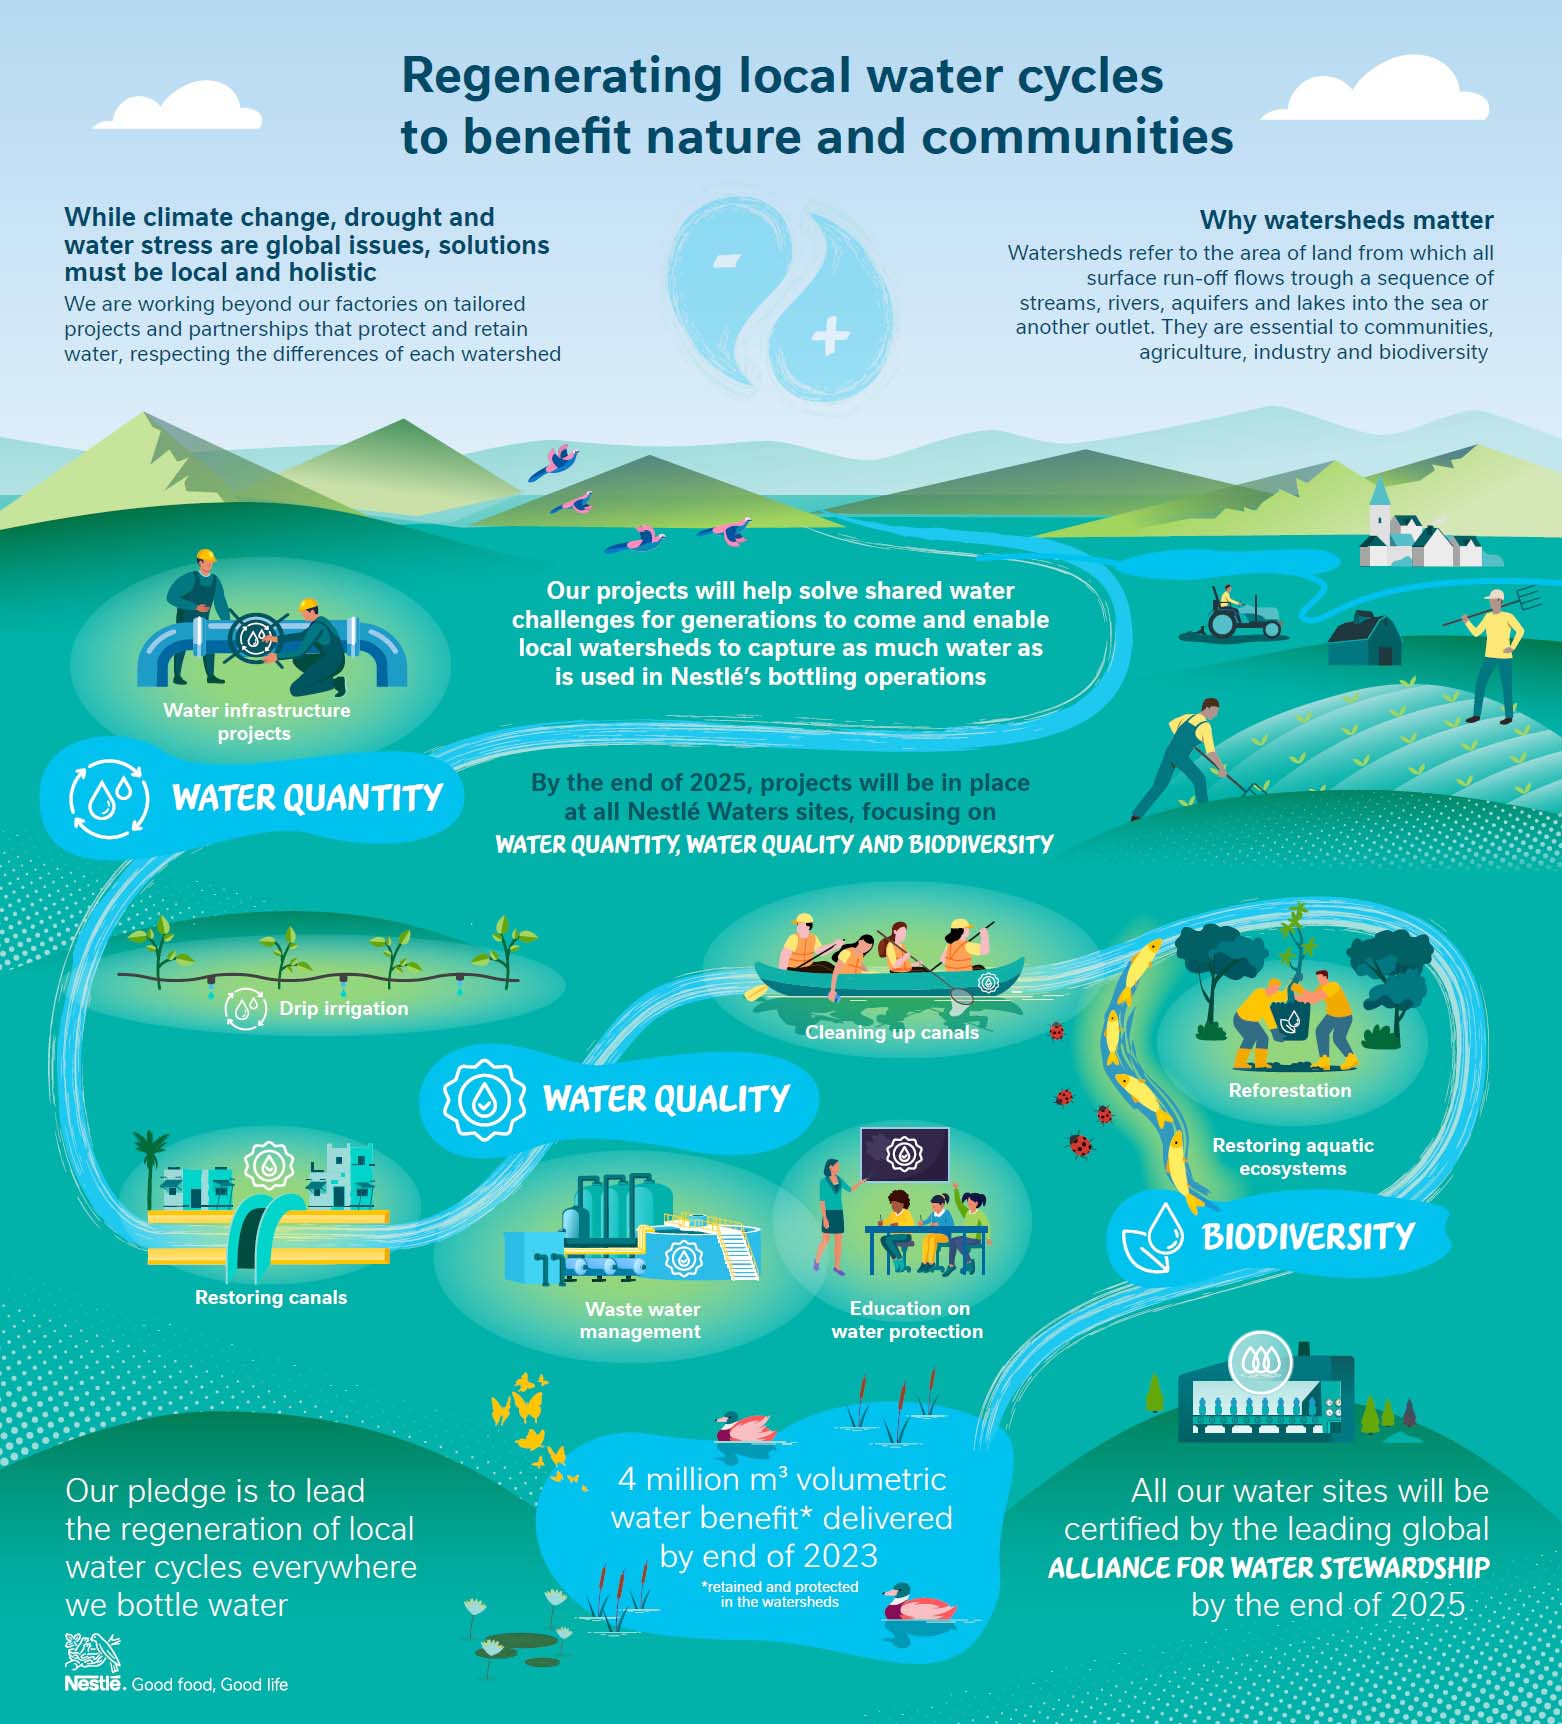 Regenerating local water cycles
to benefit nature and communities
While climate change, drought and
water stress are global issues, solutions
must be local and holistic
We are working beyond our factories on tailored
projects and partnerships that protect and retain
water, respecting the differences of each watershed
Why watersheds matter
Watersheds refer to the area of land from which all
surface run-off flows trough a sequence of
streams, rivers, aquifers and lakes into the sea or
another outlet. They are essential to communities,
agriculture, industry and biodiversity
Our projects will help solve shared water
challenges for generations to come and enable
local watersheds to capture as much water as
is used in Nestlé's bottling operations
Water infrastructure
projects
WATER QUANTITY
By the end of 2025, projects will be in place
at all Nestlé Waters sites, focusing on
WATER QUANTITY, WATER QUALITY AND BIODIVERSITY
Drip irrigation
Cleaning up canals
Reforestation
WATER QUALITY
Restoring aquatic
ecosystems
BIODIVERSITY
Restoring canals
Waste water
management
Education on
water protection
Our pledge is to lead
the regeneration of local
water cycles everywhere
we bottle water
4 million m³ volumetric
water benefit* delivered
by end of 2023
*retained and protected
in the watersheds
All our water sites will be
certified by the leading global
ALLIANCE FOR WATER STEWARDSHIP
by the end of 2025
Nestlé. Good food, Good life